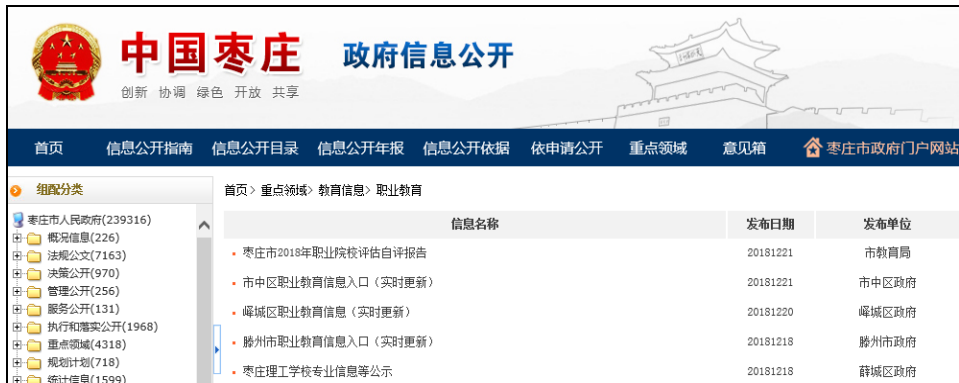 中国枣庄 政府信息公开
创新 协调 绿色 开放 共享
首页 信息公开指南 信息公开目录 信息公开年报 信息公开依据 依申请公开 重点领域 意见箱 枣庄市政府门户网站
组配分类
首页> 重点领域> 教育信息> 职业教育
枣庄市人民政府(239316)
概况信息(226)
法规公文(7163)
决策公开(970)
管理公开(256)
服务公开(131)
执行和落实公开(1968)
重点领域(4318)
规划计划(718)
统计信息(1599)
信息名称 发布日期 发布单位
枣庄市2018年职业院校评估自评报告 20181221 市教育局
市中区职业教育信息入口（实时更新） 20181221 市中区政府
峄城区职业教育信息（实时更新） 20181220 峄城区政府
滕州市职业教育信息入口（实时更新） 20181218 滕州市政府
枣庄理工学校专业信息等公示 20181218 薛城区政府